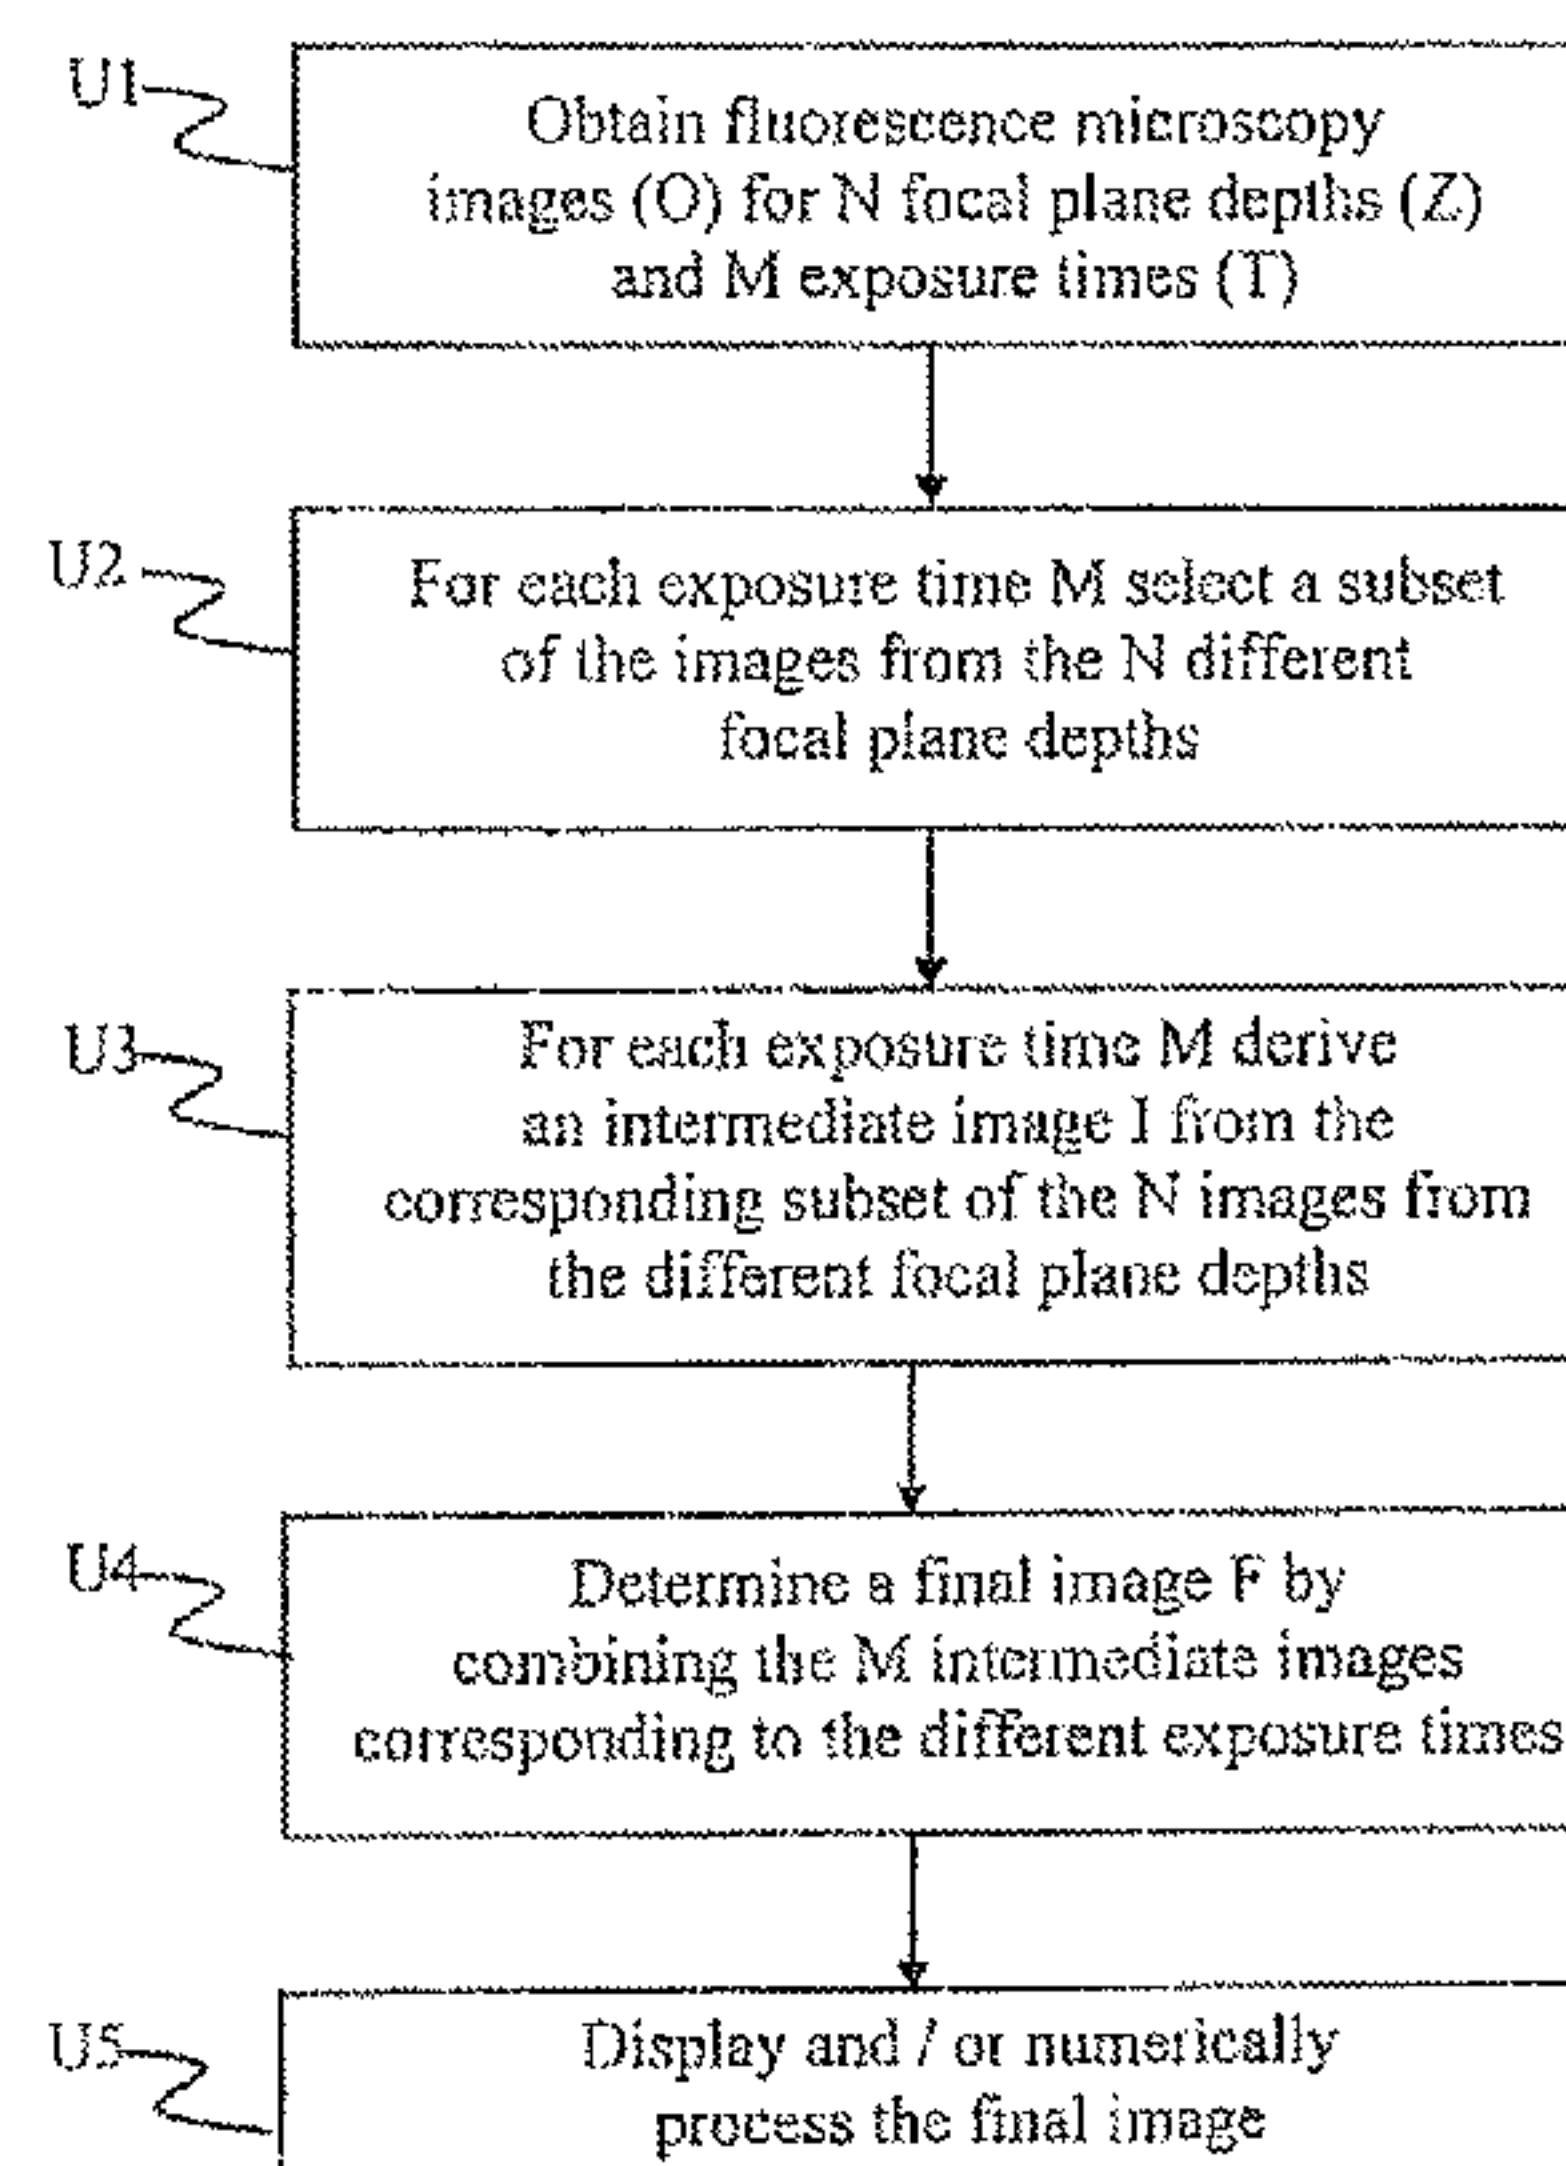 U1
Obtain fluorescence microscopy
images (O) for N focal plane depths (Z)
and M exposure times (T)
U2
For each exposure time M select a subset
of the images from the N different
focal plane depths
U3
For each exposure time M derive
an intermediate image I from the
corresponding subset of the N images from
the different focal plane depths
U4
Determine a final image F by
combining the M intermediate images
corresponding to the different exposure times
U5
Display and / or numerically
process the final image